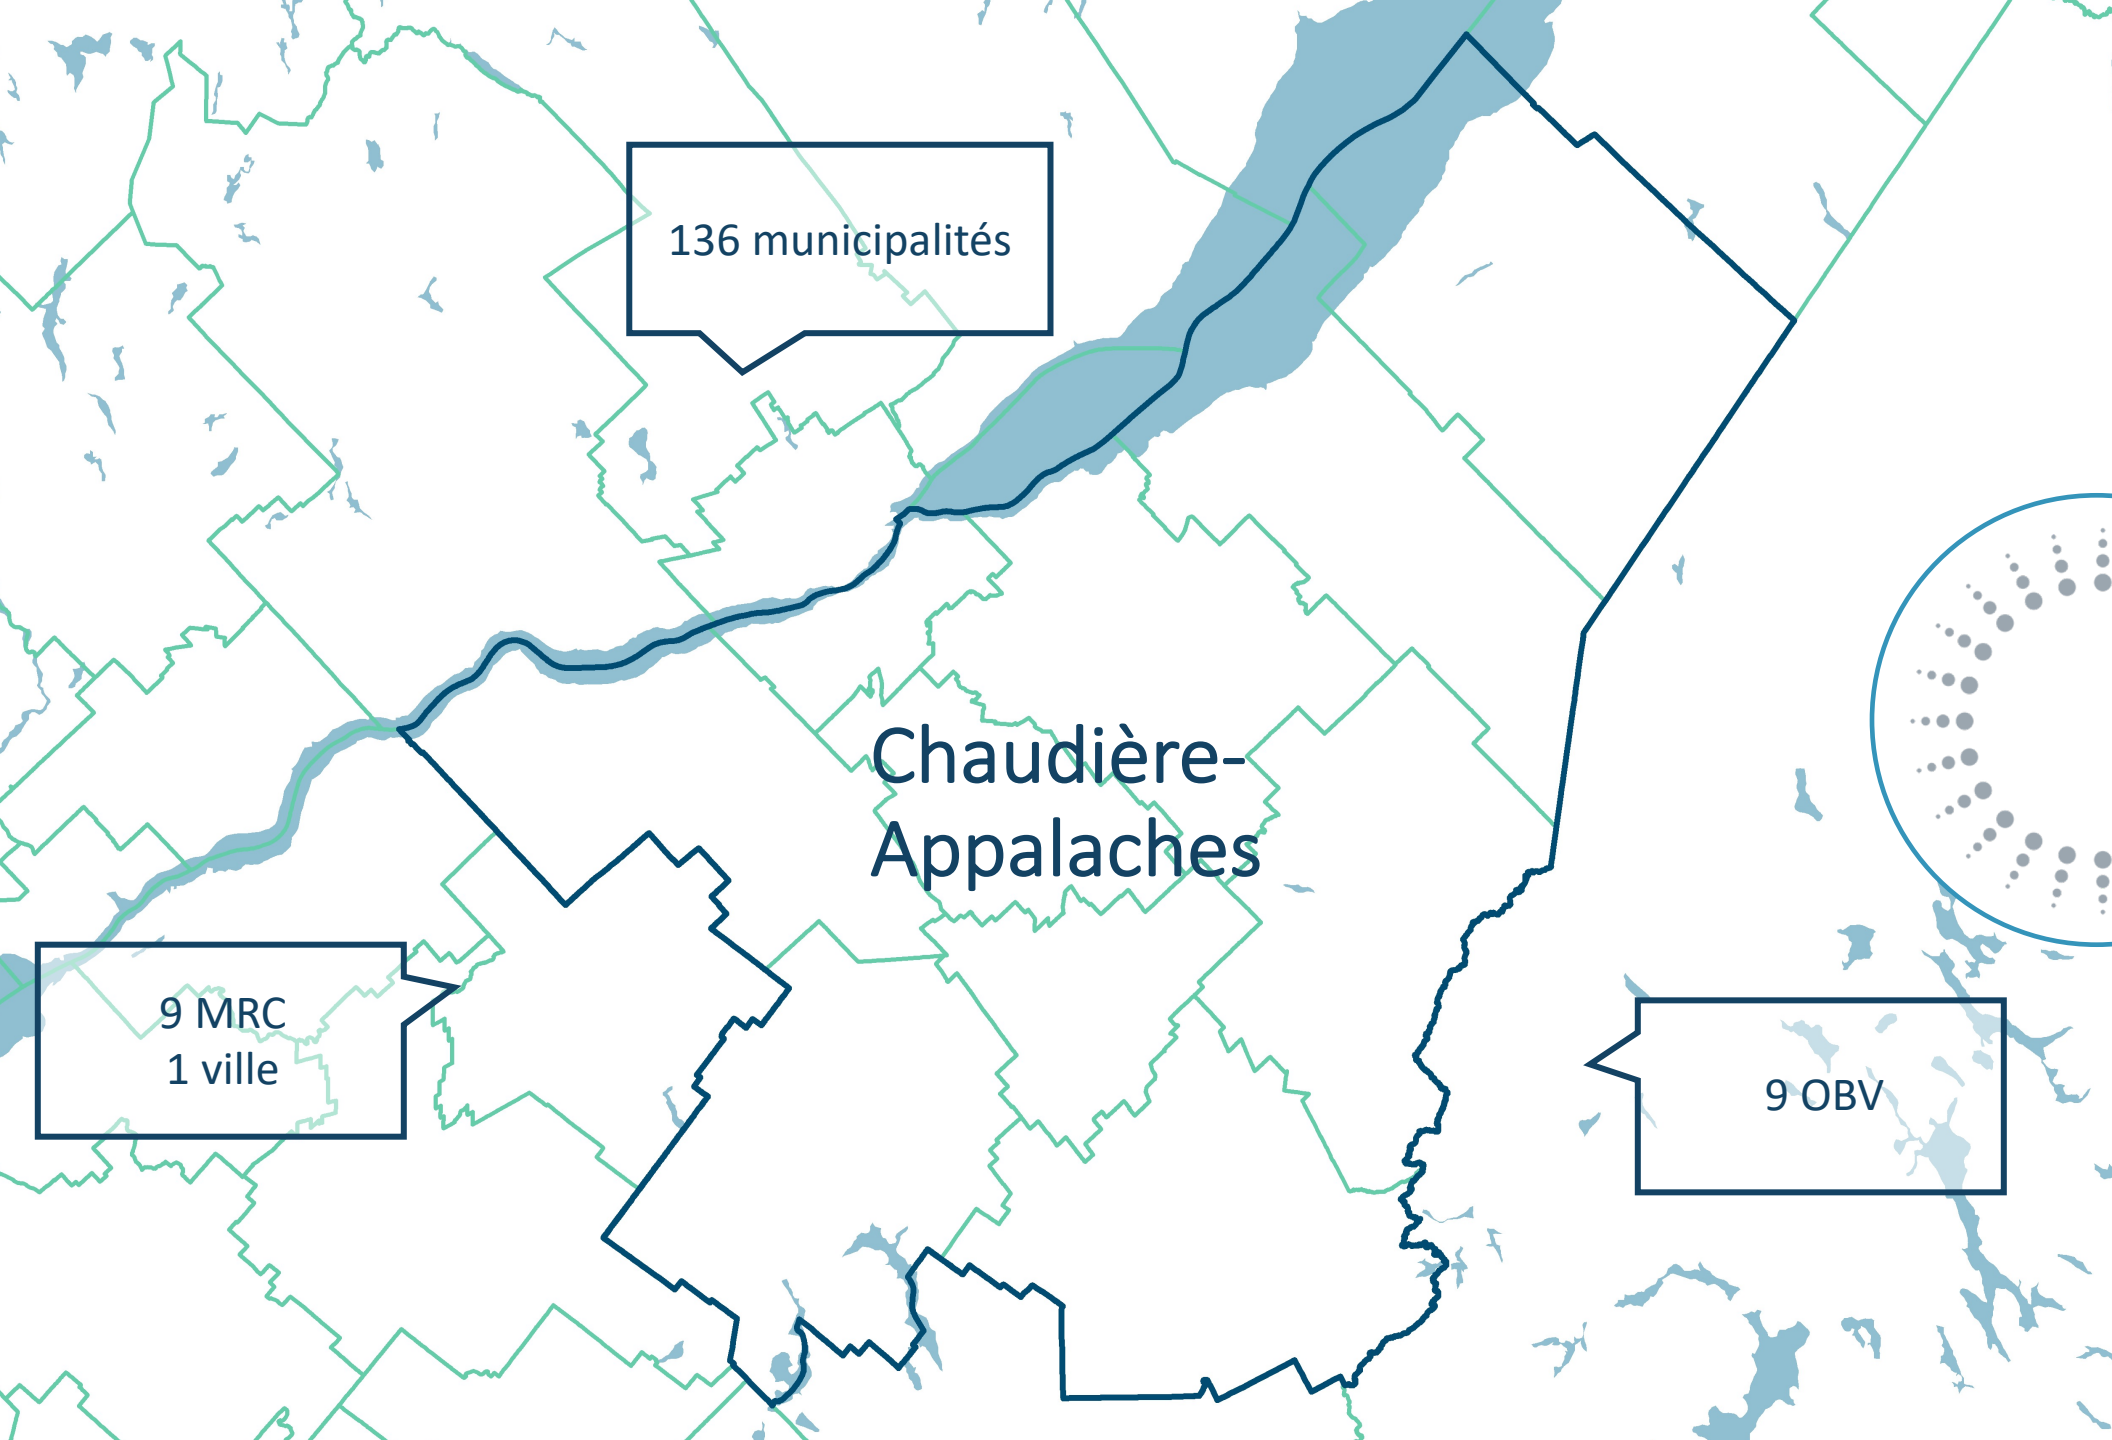 136 municipalités
Chaudière-
Appalaches
9 MRC
1 ville
9 OBV